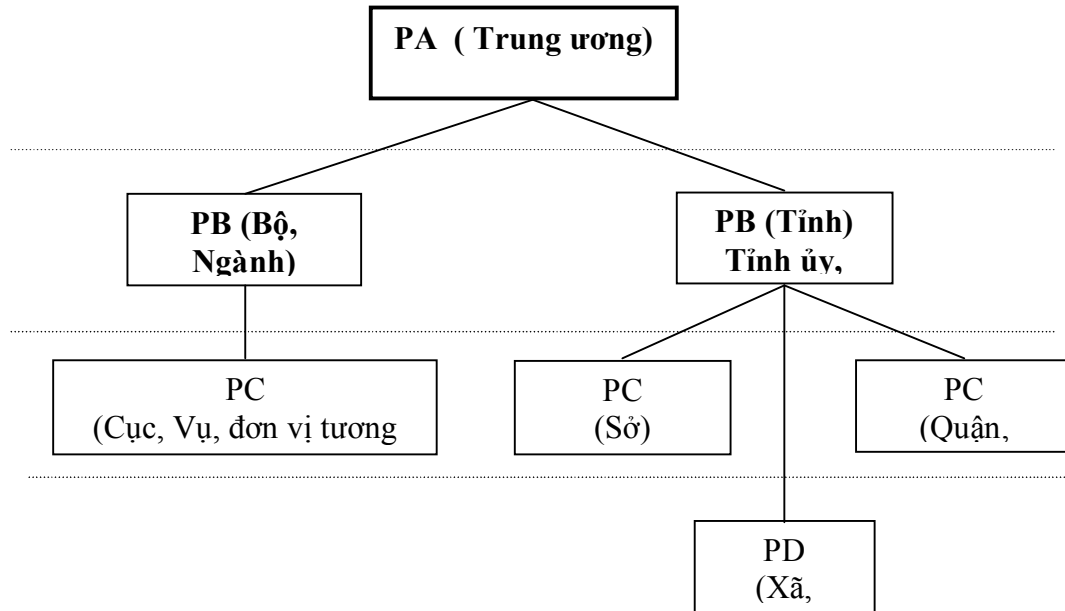 PA ( Trung ương)
PB (Bộ,
Ngành)
PB (Tỉnh)
Tỉnh ủy,
PC
(Cục, Vụ, đơn vị tương
PC
(Sở)
PC
(Quận,
PD
(Xã,